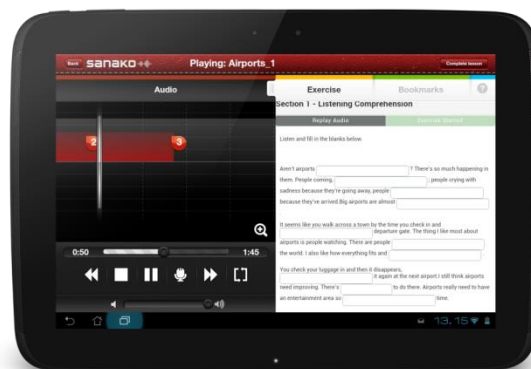 Back SANAKO Playing: Airports_1 Complete lesson
Audio Exercise Bookmarks ?
Section 1 - Listening Comprehension
Replay Audio Exercise Started
Listen and fill in the blanks below.
Aren't airports ? There's so much happening in
them. People coming, , people crying with
sadness because they're going away, people
because they've arrived.Big airports are almost
It seems like you walk across a town by the time you check in and
departure gate. The thing I like most about
airports is people watching. There are people
the world. I also like how everything fits and
You check your luggage in and then it disappears,
it again at the next airport I still think airports
need improving. There's to do there. Airports really need to have
an entertainment area so time.
2 3
0:50 1:45
13.15